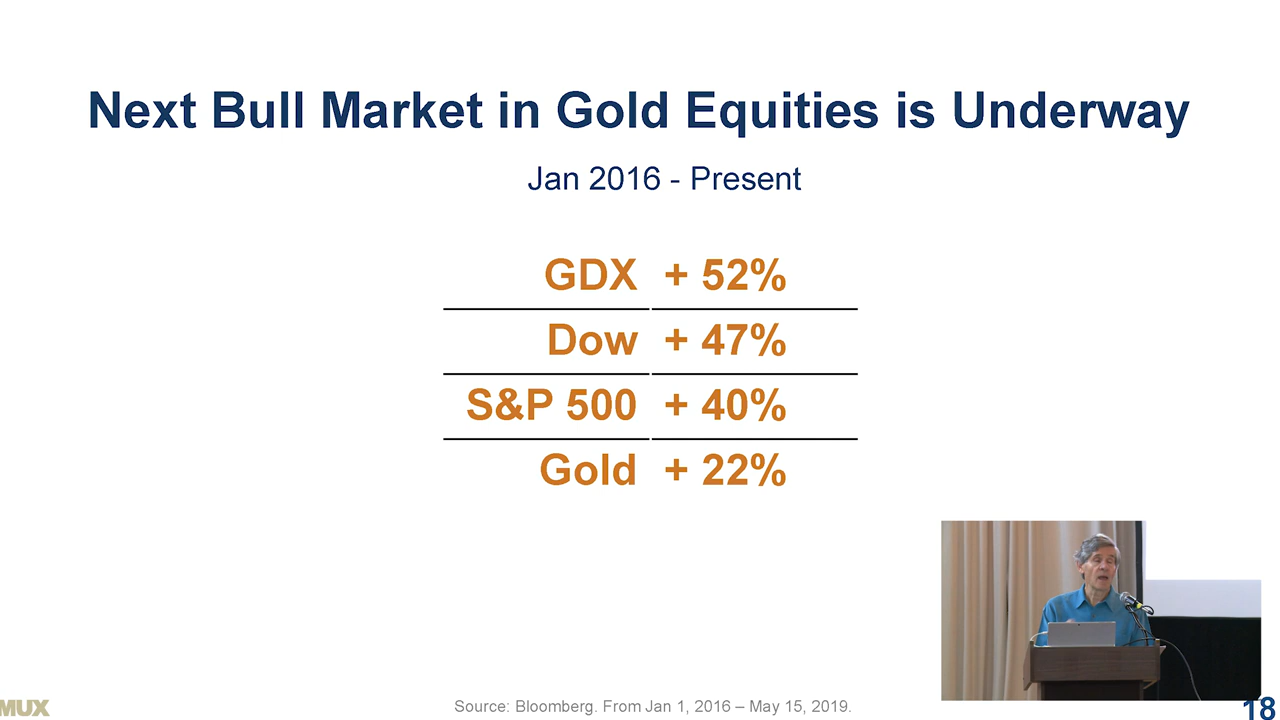 Next Bull Market in Gold Equities is Underway
Jan 2016 - Present
GDX + 52%
Dow + 47%
S&P 500 + 40%
Gold + 22%
MUX
Source: Bloomberg. From Jan 1, 2016 – May 15, 2019.
18